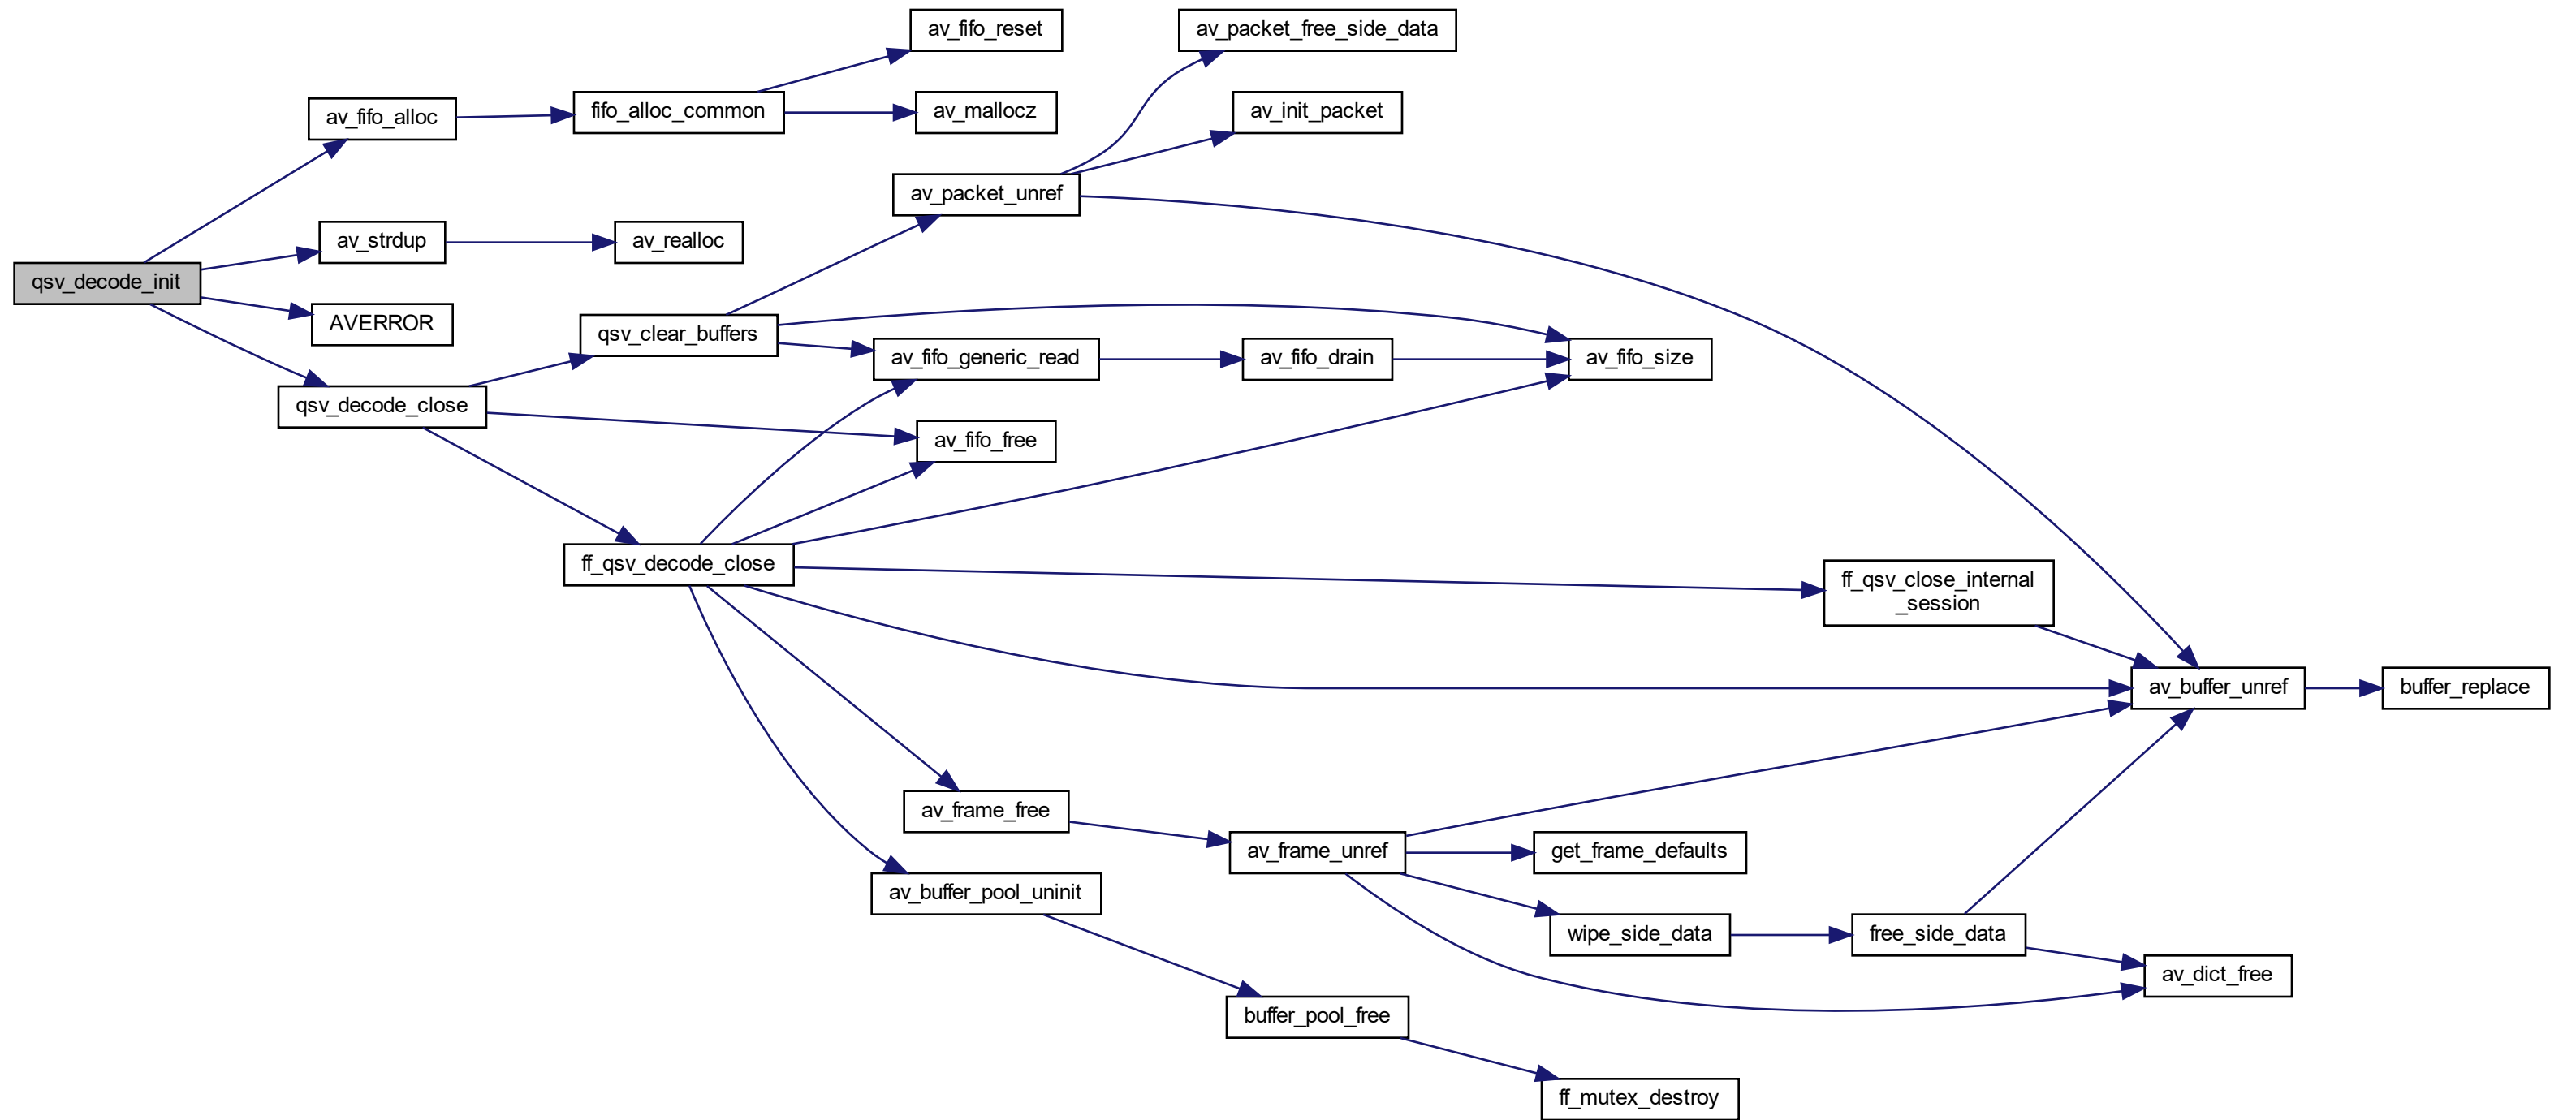 av_fifo_reset
av_packet_free_side_data
av_fifo_alloc
fifo_alloc_common
av_mallocz
av_init_packet
av_packet_unref
av_strdup
av_realloc
qsv_decode_init
AVERROR
qsv_clear_buffers
av_fifo_generic_read
av_fifo_drain
av_fifo_size
qsv_decode_close
av_fifo_free
ff_qsv_decode_close
ff_qsv_close_internal
_session
av_buffer_unref
buffer_replace
av_frame_free
av_frame_unref
get_frame_defaults
av_buffer_pool_uninit
wipe_side_data
free_side_data
av_dict_free
buffer_pool_free
ff_mutex_destroy